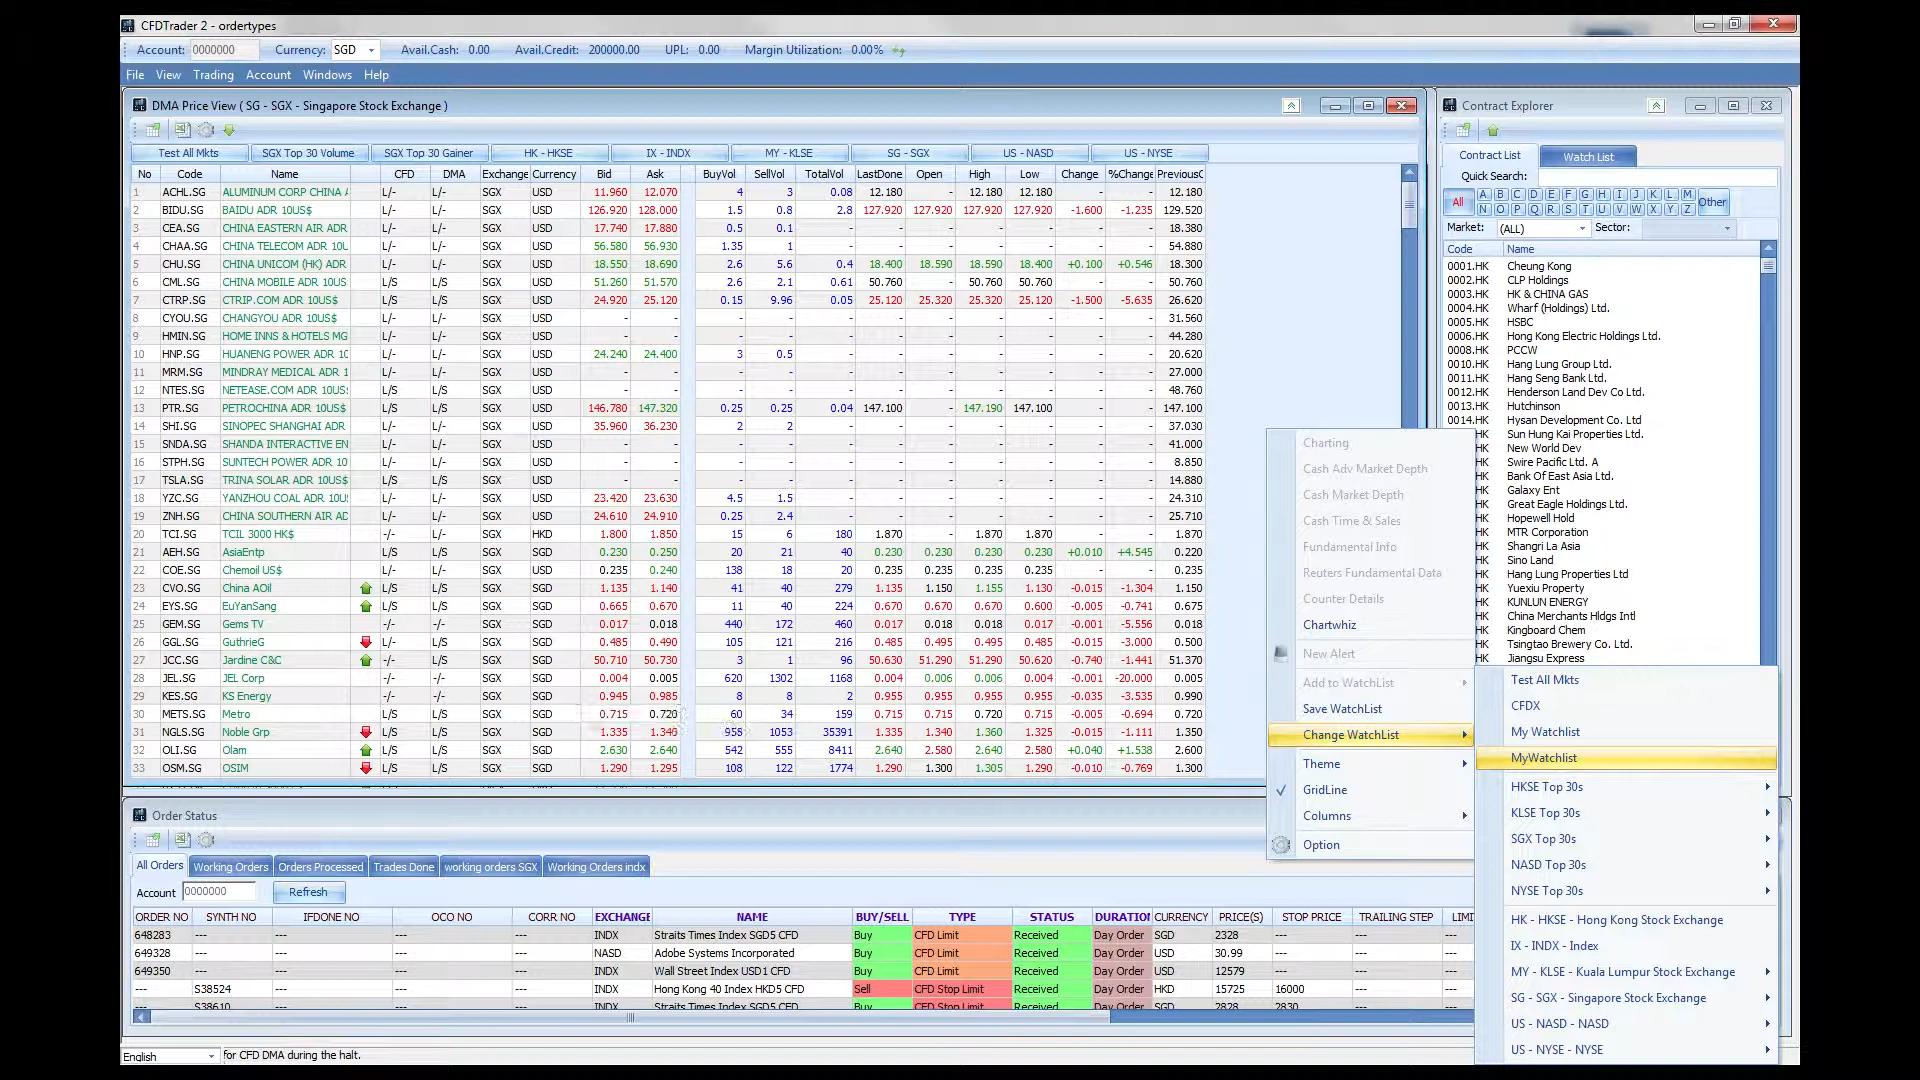 CFDTrader 2 - ordertypes
Account: 0000000 Currency: SGD Avail.Cash: 0.00 Avail.Credit: 200000.00 UPL: 0.00 Margin Utilization: 0.00%
File View Trading Account Windows Help
DMA Price View ( SG - SGX - Singapore Stock Exchange )
Test All Mkts SGX Top 30 Volume SGX Top 30 Gainer HK - HKSE IX - INDX MY - KLSE SG - SGX US - NASD US - NYSE
No Code Name CFD DMA Exchange Currency Bid Ask BuyVol SellVol TotalVol LastDone Open High Low Change %Change PreviousC
1 ACHL.SG ALUMINUM CORP CHINA A L/- L/- SGX USD 11.960 12.070 4 3 0.08 12.180 - 12.180 12.180 - - 12.180
2 BIDU.SG BAIDU ADR 10US$ L/- L/- SGX USD 126.920 128.000 1.5 0.8 2.8 127.920 127.920 127.920 127.920 -1.600 -1.235 129.520
3 CEA.SG CHINA EASTERN AIR ADR L/- L/- SGX USD 17.740 17.880 0.5 0.1 - - - - - - - 18.380
4 CHAA.SG CHINA TELECOM ADR 10U L/- L/- SGX USD 56.580 56.930 1.35 1 - - - - - - - 54.880
5 CHU.SG CHINA UNICOM (HK) ADR L/- L/- SGX USD 18.550 18.690 2.6 5.6 0.4 18.400 18.590 18.590 18.400 +0.100 +0.546 18.300
6 CML.SG CHINA MOBILE ADR 10US L/S L/S SGX USD 51.260 51.570 2.6 2.1 0.61 50.760 - 50.760 50.760 - - 50.760
7 CTRP.SG CTRIP.COM ADR 10US$ L/S L/S SGX USD 24.920 25.120 0.15 9.96 0.05 25.120 25.320 25.320 25.120 -1.500 -5.635 26.620
8 CYOU.SG CHANGYOU ADR 10US$ L/- L/- SGX USD - - - - - - - - - - - 31.560
9 HMIN.SG HOME INNS & HOTELS MG L/- L/- SGX USD - - - - - - - - - - - 44.280
10 HNP.SG HUANENG POWER ADR 10 L/- L/- SGX USD 24.240 24.400 3 0.5 - - - - - - - 20.620
11 MRM.SG MINDRAY MEDICAL ADR L/- L/- SGX USD - - - - - - - - - - - 27.000
12 NTES.SG NETEASE.COM ADR 10US$ L/S L/S SGX USD - - - - - - - - - - - 48.760
13 PTR.SG PETROCHINA ADR 10US$ L/S L/S SGX USD 146.780 147.320 0.25 0.25 0.04 147.100 - 147.190 147.100 - - 147.100
14 SHI.SG SINOPEC SHANGHAI ADR L/- L/- SGX USD 35.960 36.230 2 2 - - - - - - - 37.030
15 SNDA.SG SHANDA INTERACTIVE EN L/- L/- SGX USD - - - - - - - - - - - 41.000
16 STPH.SG SUNTECH POWER ADR 10 L/- L/- SGX USD - - - - - - - - - - - 8.850
17 TSLA.SG TRINA SOLAR ADR 10US$ L/S L/S SGX USD - - - - - - - - - - - 14.880
18 YZC.SG YANZHOU COAL ADR 10U L/S L/S SGX USD 23.420 23.630 4.5 1.5 - - - - - - - 24.310
19 ZNH.SG CHINA SOUTHERN AIR AD L/- L/- SGX USD 24.610 24.910 0.25 2.4 - - - - - - - 25.710
20 TCI.SG TCIL 3000 HK$ -/- L/- SGX HKD 1.800 1.850 15 6 180 1.870 - 1.870 1.870 - - 1.870
21 AEH.SG AsiaEntp L/S L/S SGX SGD 0.230 0.250 20 21 40 0.230 0.230 0.230 0.230 +0.010 +4.545 0.220
22 COE.SG Chemoil US$ L/- L/- SGX USD 0.235 0.240 138 18 20 0.235 0.235 0.235 0.235 - - 0.235
23 CVO.SG China AOil L/S L/S SGX SGD 1.135 1.140 41 40 279 1.135 1.150 1.155 1.130 -0.015 -1.304 1.150
24 EYS.SG EuYanSang L/S L/S SGX SGD 0.665 0.670 11 40 224 0.670 0.670 0.670 0.600 -0.005 -0.741 0.675
25 GEM.SG Gems TV -/- -/- SGX SGD 0.017 0.018 440 172 460 0.017 0.018 0.018 0.017 -0.001 -5.556 0.018
26 GGL.SG GuthrieG L/- L/- SGX SGD 0.485 0.490 105 121 216 0.485 0.495 0.495 0.485 -0.015 -3.000 0.500
27 JCC.SG Jardine C&C -/- -/- SGX SGD 50.710 50.730 3 1 96 50.630 51.290 51.290 50.620 -0.740 -1.441 51.370
28 JEL.SG JEL Corp -/- -/- SGX SGD 0.004 0.005 620 1302 1168 0.004 0.006 0.006 0.004 -0.001 -20.000 0.005
29 KES.SG KS Energy -/- -/- SGX SGD 0.945 0.985 8 8 2 0.955 0.955 0.955 0.955 -0.035 -3.535 0.990
30 METS.SG Metro L/S L/S SGX SGD 0.715 0.720 60 34 159 0.715 0.715 0.720 0.715 -0.005 -0.694 0.720
31 NGLS.SG Noble Grp L/S L/S SGX SGD 1.335 1.340 958 1053 35391 1.335 1.340 1.360 1.325 -0.015 -1.111 1.350
32 OLI.SG Olam L/S L/S SGX SGD 2.630 2.640 542 555 8411 2.640 2.580 2.640 2.580 +0.040 +1.538 2.600
33 OSM.SG OSIM L/S L/S SGX SGD 1.290 1.295 108 122 1774 1.290 1.300 1.305 1.290 -0.010 -0.769 1.300
Contract Explorer
Contract List Watch List
Quick Search:
All A B C D E F G H I J K L M Other
N O P Q R S T U V W X Y Z
Market: (ALL) Sector:
Code Name
0001.HK Cheung Kong
0002.HK CLP Holdings
0003.HK HK & CHINA GAS
0004.HK Wharf (Holdings) Ltd.
0005.HK HSBC
0006.HK Hong Kong Electric Holdings Ltd.
0008.HK PCCW
0010.HK Hang Lung Group Ltd.
0011.HK Hang Seng Bank Ltd.
0012.HK Henderson Land Dev Co Ltd.
0013.HK Hutchinson
0014.HK Hysan Development Co Ltd.
HK Sun Hung Kai Properties Ltd.
HK New World Dev
HK Swire Pacific Ltd. A
HK Bank Of East Asia Ltd.
HK Galaxy Ent
HK Great Eagle Holdings Ltd.
HK Hopewell Hold
HK MTR Corporation
HK Shangri La Asia
HK Sino Land
HK Hang Lung Properties Ltd
HK Yuexiu Property
HK KUNLUN ENERGY
HK China Merchants Hldgs Intl
HK Kingboard Chem
HK Tsingtao Brewery Co Ltd.
HK Jiangsu Express
Charting
Cash Adv Market Depth
Cash Market Depth
Cash Time & Sales
Fundamental Info
Reuters Fundamental Data
Counter Details
Chartwhiz
New Alert
Add to WatchList
Save WatchList
Change WatchList
Theme
GridLine
Columns
Option
Test All Mkts
CFDX
My Watchlist
MyWatchlist
HKSE Top 30s
KLSE Top 30s
SGX Top 30s
NASD Top 30s
NYSE Top 30s
HK - HKSE - Hong Kong Stock Exchange
IX - INDX - Index
MY - KLSE - Kuala Lumpur Stock Exchange
SG - SGX - Singapore Stock Exchange
US - NASD - NASD
US - NYSE - NYSE
Order Status
All Orders Working Orders Orders Processed Trades Done working orders SGX Working Orders indx
Account 0000000 Refresh
ORDER NO SYNTH NO IFDONE NO OCO NO CORR NO EXCHANGE NAME BUY/SELL TYPE STATUS DURATION CURRENCY PRICE(S) STOP PRICE TRAILING STEP LIMI
648283 --- --- --- --- INDX Straits Times Index SGD5 CFD Buy CFD Limit Received Day Order SGD 2328 --- --- ---
649328 --- --- --- --- NASD Adobe Systems Incorporated Buy CFD Limit Received Day Order USD 30.99 --- --- ---
649350 --- --- --- --- INDX Wall Street Index USD1 CFD Buy CFD Limit Received Day Order USD 12579 --- --- ---
--- S38524 --- --- --- INDX Hong Kong 40 Index HKD5 CFD Sell CFD Stop Limit Received Day Order HKD 15725 16000 --- ---
--- S38610 --- --- --- INDX Straits Times Index SGD5 CFD Buy CFD Stop Limit Received Day Order SGD 2828 2830 --- ---
English for CFD DMA during the halt.